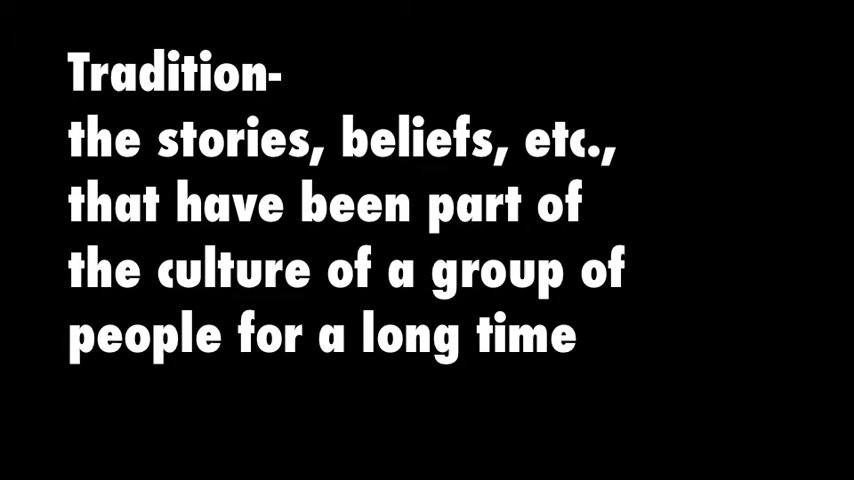 Tradition-
the stories, beliefs, etc.,
that have been part of
the culture of a group of
people for a long time